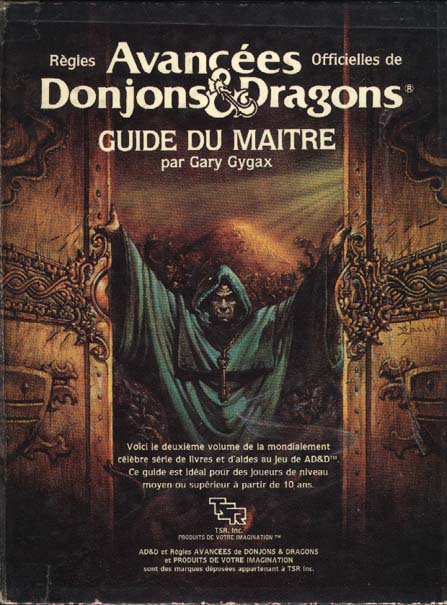 Règles Avancées Officielles de
Donjons & Dragons®
GUIDE DU MAITRE
par Gary Gygax
Easley
Voici le deuxième volume de la mondialement
célèbre série de livres et d'aides au jeu de AD&D™.
Ce guide est idéal pour des joueurs de niveau
moyen ou supérieur à partir de 10 ans.
TSR
TSR, Inc.
PRODUITS DE VOTRE IMAGINATION™
AD&D et Règles AVANCEES de DONJONS & DRAGONS
et PRODUITS DE VOTRE IMAGINATION
sont des marques déposées appartenant à TSR Inc.